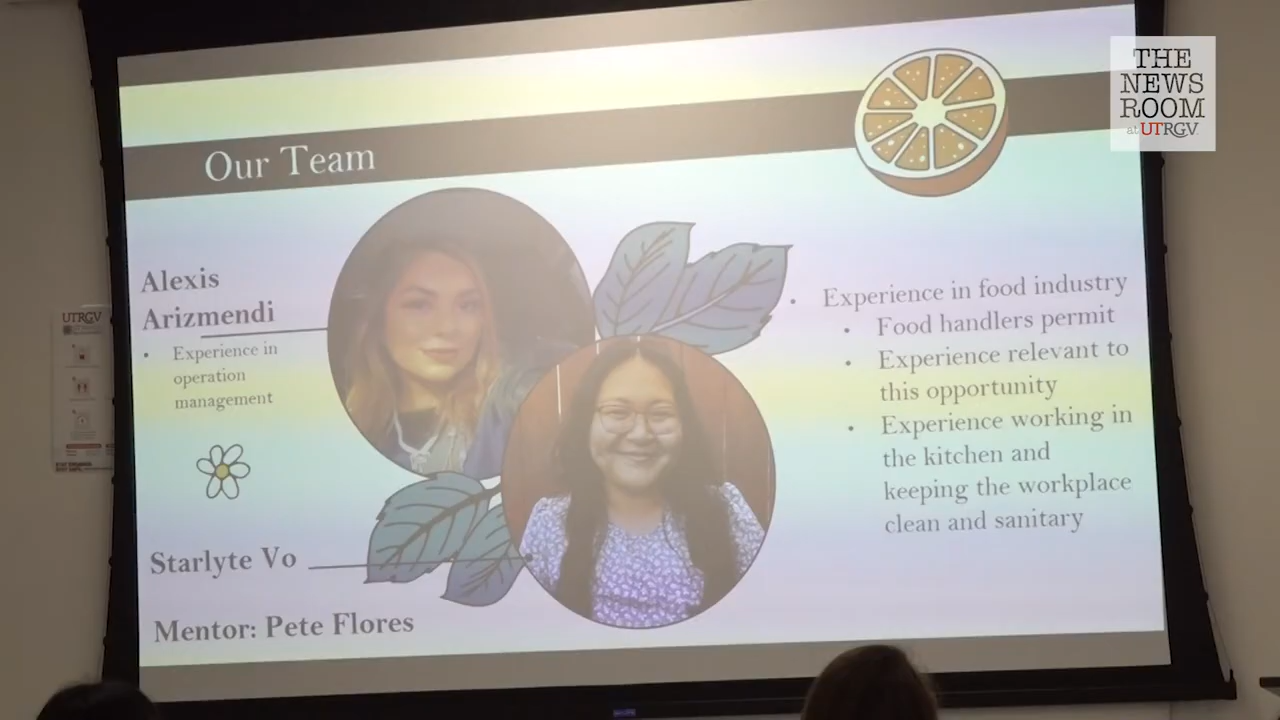 THE
NEWS
ROOM
at UTRGV
Our Team
Alexis
Arizmendi
• Experience in
operation
management
Starlyte Vo
Mentor: Pete Flores
• Experience in food industry
• Food handlers permit
• Experience relevant to
this opportunity
• Experience working in
the kitchen and
keeping the workplace
clean and sanitary
UTRGV